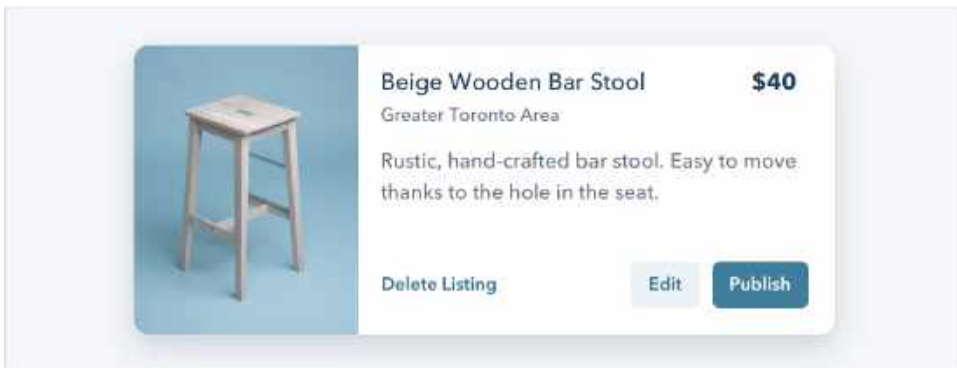 Beige Wooden Bar Stool
$40
Greater Toronto Area
Rustic, hand-crafted bar stool. Easy to move
thanks to the hole in the seat.
Delete Listing
Edit
Publish